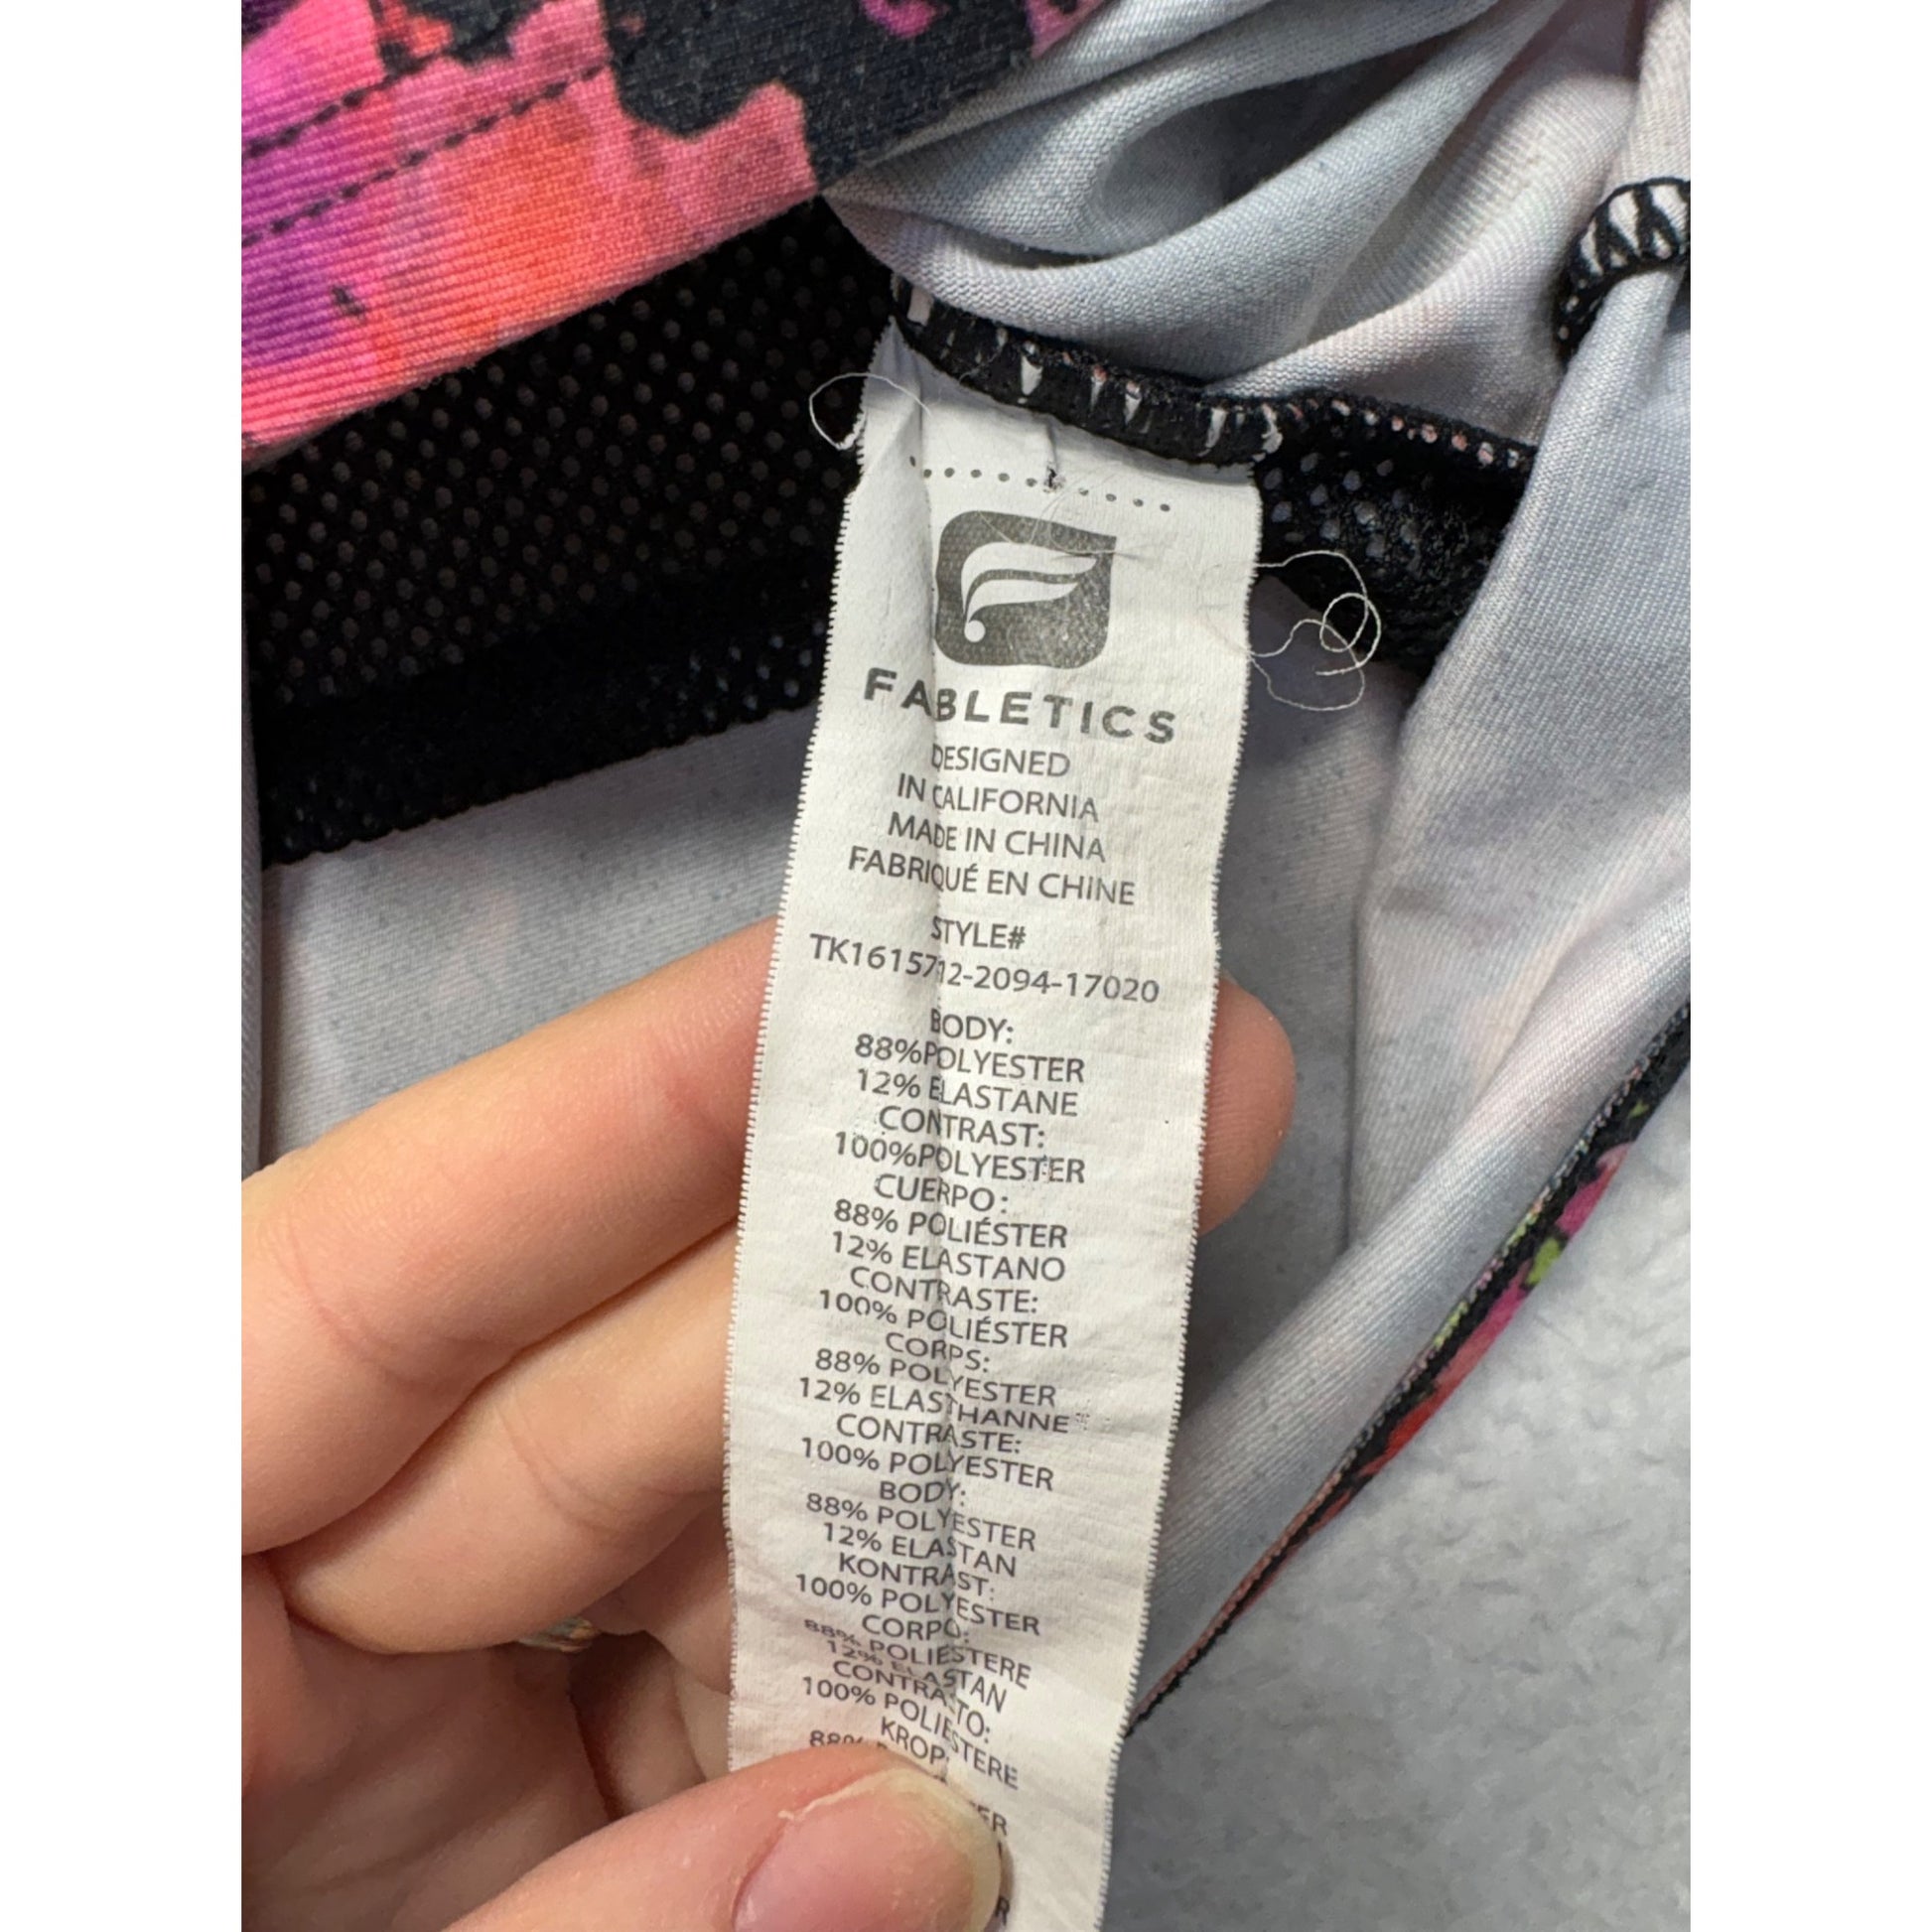 FABLETICS
DESIGNED
IN CALIFORNIA
MADE IN CHINA
FABRIQUÉ EN CHINE
STYLE#
TK1615712-2094-17020
BODY:
88%POLYESTER
12% ELASTANE
CONTRAST:
100%POLYESTER
CUERPO:
88% POLIÉSTER
12% ELASTANO
CONTRASTE:
100% POLIÉSTER
CORPS:
88% POLYESTER
12% ELASTHANNE
CONTRASTE:
100% POLYESTER
BODY:
88% POLYESTER
12% ELASTAN
KONTRAST:
100% POLYESTER
CORPO:
88% POLIESTERE
12% ELASTAN
CONTRASTO:
100% POLIESTERE
KROP:
88%